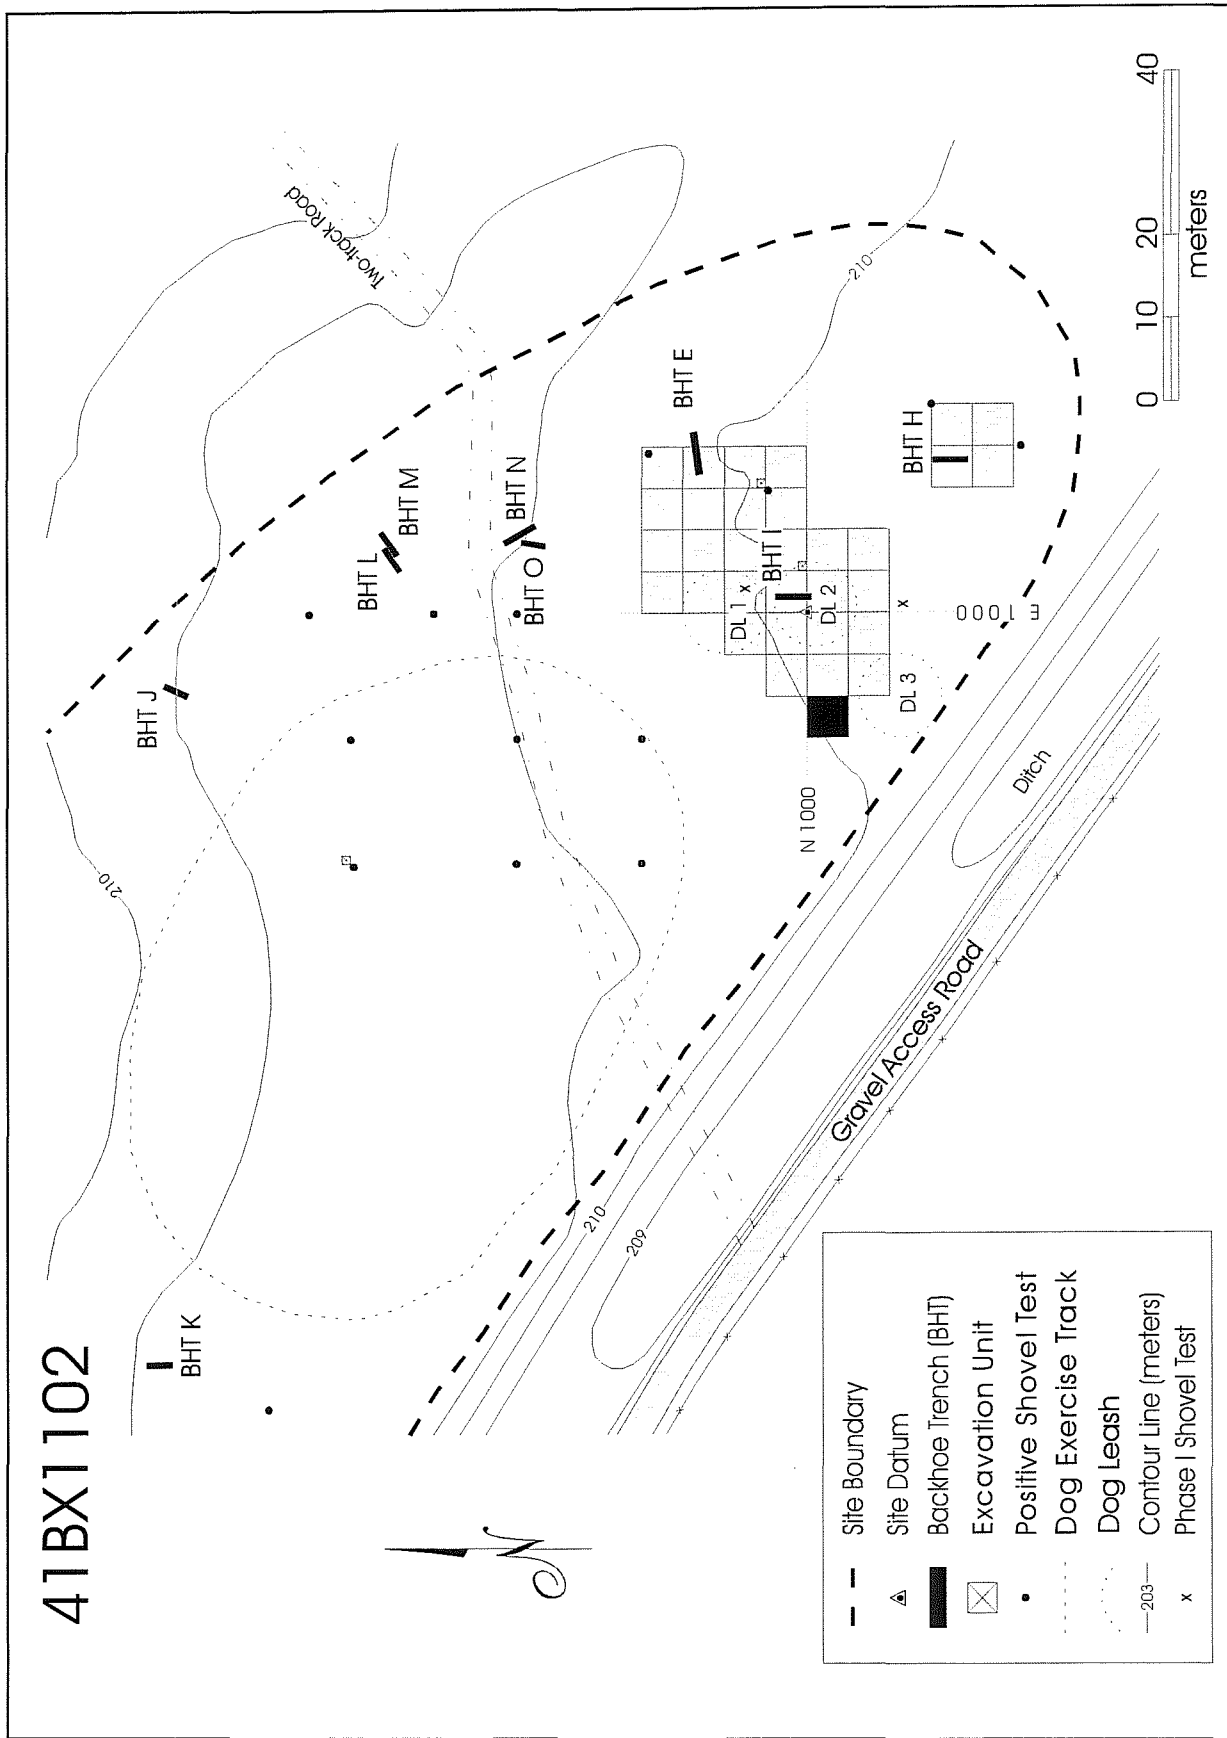 41BX1102
BHT K
BHT J
BHT L
BHT M
BHT N
BHT O
BHT E
BHT I
BHT H
Two-track Road
210
210
210
209
DL 1
DL 2
DL 3
N 1000
E 1000
Ditch
Gravel Access Road
N
Site Boundary
Site Datum
Backhoe Trench (BHT)
Excavation Unit
Positive Shovel Test
Dog Exercise Track
Dog Leash
203
Contour Line (meters)
x
Phase I Shovel Test
0 10 20 40
meters